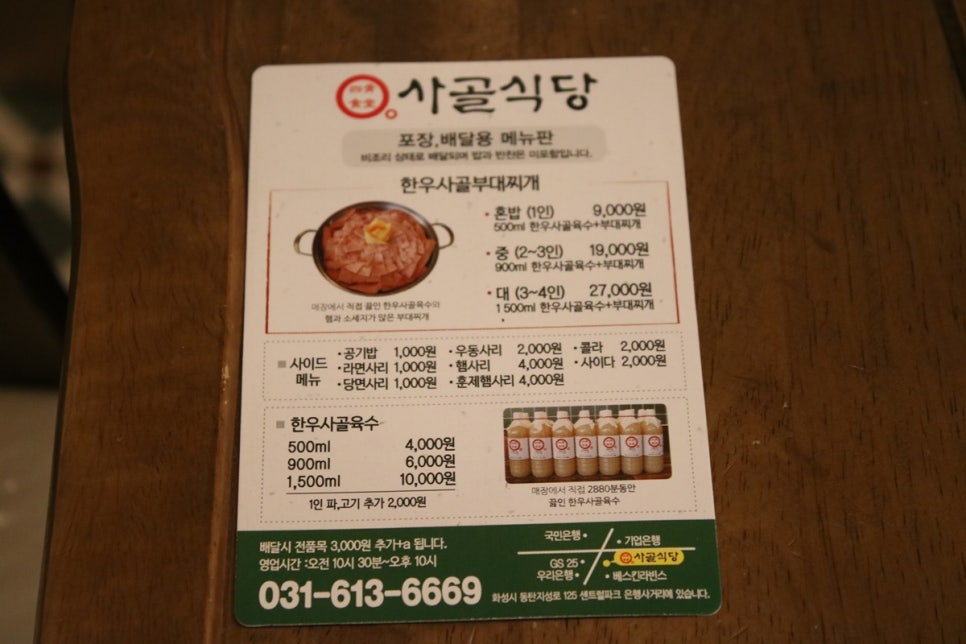 사골식당
포장,배달용 메뉴판
비조리 상태로 배달되며 밥과 반찬은 미포함입니다.
한우사골부대찌개
• 혼밥 (1인) 9,000원
500ml 한우사골육수+부대찌개
• 중 (2~3인) 19,000원
900ml 한우사골육수+부대찌개
• 대 (3~4인) 27,000원
1 500ml 한우사골육수+부대찌개
매장에서 직접 끓인 한우사골육수와
햄과 소세지가 많은 부대찌개
사이드
메뉴
•공기밥 1,000원 •우동사리 2,000원 •콜라 2,000원
•라면사리 1,000원 •햄사리 4,000원 •사이다 2,000원
•당면사리 1,000원 •훈제햄사리 4,000원
한우사골육수
500ml 4,000원
900ml 6,000원
1,500ml 10,000원
1인 파,고기 추가 2,000원
매장에서 직접 2880분동안
끓인 한우사골육수
배달시 전품목 3,000원 추가+a 됩니다.
영업시간 :오전 10시 30분~오후 10시
031-613-6669
국민은행•
•기업은행
GS 25•
사골식당
우리은행•
•베스킨라빈스
화성시 동탄지성로 125 센트럴파크 은행사거리에 있습니다.